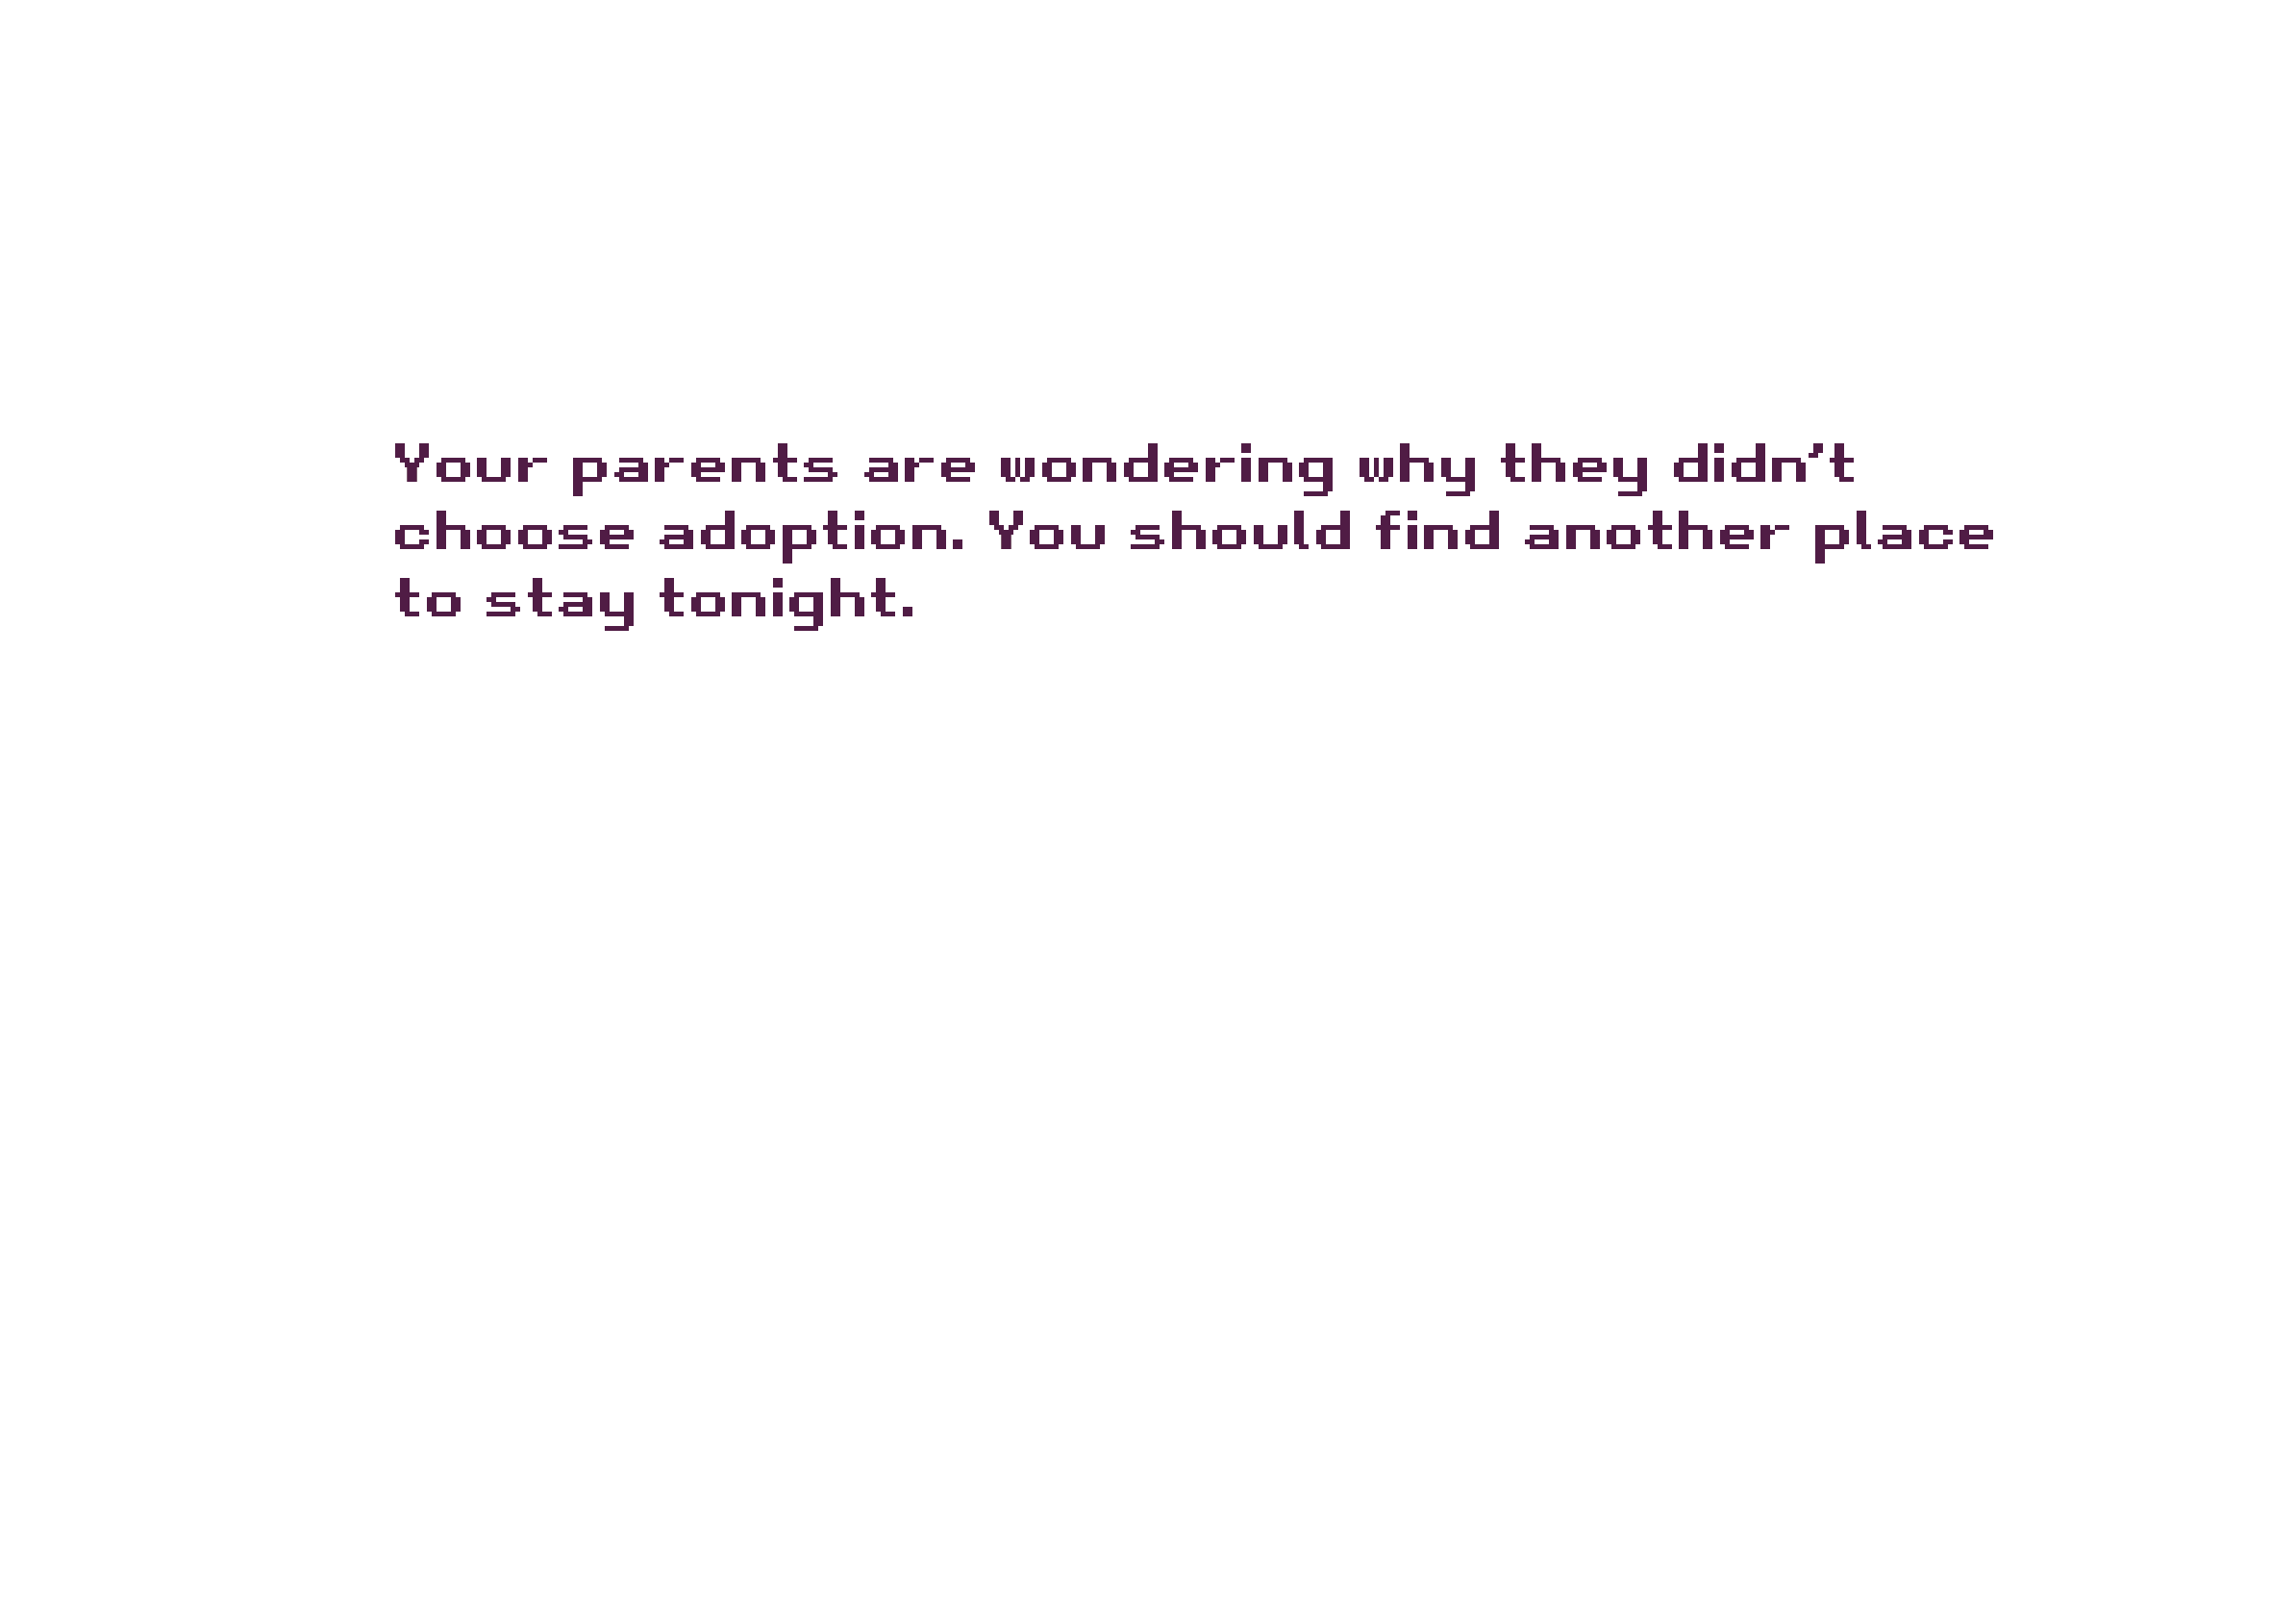 Your parents are wondering why they didn't
choose adoption. You should find another place
to stay tonight.